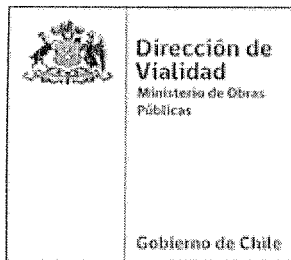 Dirección de
Vialidad
Ministerio de Obras
Públicas
Gobierno de Chile